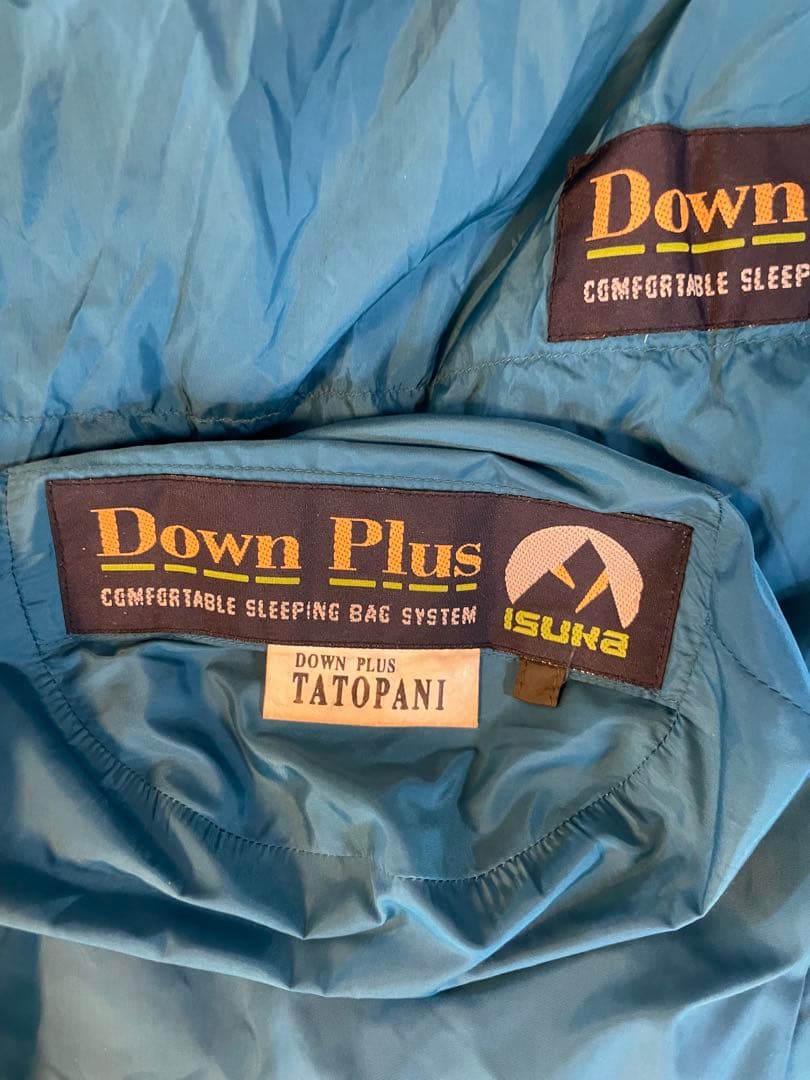 Down
COMFORTABLE SLEEP
Down Plus
COMFORTABLE SLEEPING BAG SYSTEM
ISUKa
DOWN PLUS
TATOPANI